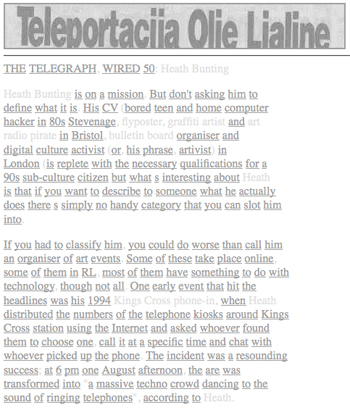 Teleportacija Olie Lialine
THE TELEGRAPH, WIRED 50: Heath Bunting
Heath Bunting is on a mission. But don't asking him to
define what it is. His CV (bored teen and home computer
hacker in 80s Stevenage, flyposter, graffiti artist and art
radio pirate in Bristol, bulletin board organiser and
digital culture activist (or, his phrase, artivist) in
London (is replete with the necessary qualifications for a
90s sub-culture citizen but what s interesting about Heath
is that if you want to describe to someone what he actually
does there s simply no handy category that you can slot him
into.
If you had to classify him, you could do worse than call him
an organiser of art events. Some of these take place online,
some of them in RL, most of them have something to do with
technology, though not all. One early event that hit the
headlines was his 1994 Kings Cross phone-in, when Heath
distributed the numbers of the telephone kiosks around Kings
Cross station using the Internet and asked whoever found
them to choose one, call it at a specific time and chat with
whoever picked up the phone. The incident was a resounding
success; at 6 pm one August afternoon, the are was
transformed into "a massive techno crowd dancing to the
sound of ringing telephones", according to Heath.